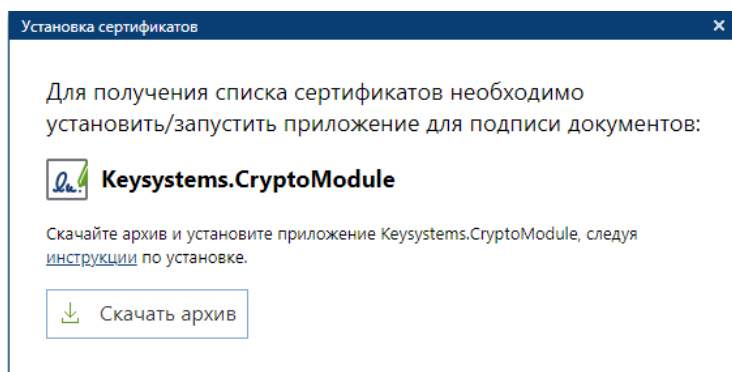 Установка сертификатов
Для получения списка сертификатов необходимо
установить/запустить приложение для подписи документов:
Keysystems.CryptoModule
Скачайте архив и установите приложение Keysystems.CryptoModule, следуя
инструкции по установке.
Скачать архив